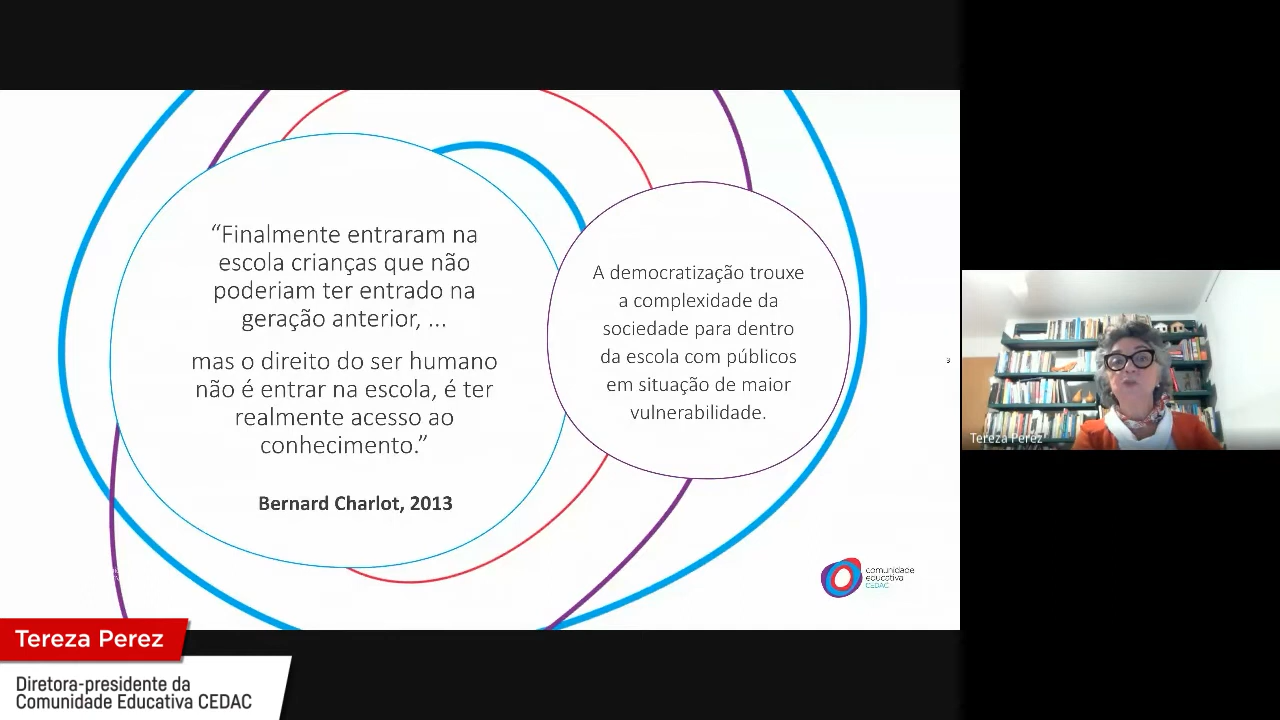 “Finalmente entraram na
escola crianças que não
poderiam ter entrado na
geração anterior, ...
mas o direito do ser humano
não é entrar na escola, é ter
realmente acesso ao
conhecimento.”
Bernard Charlot, 2013
A democratização trouxe
a complexidade da
sociedade para dentro
da escola com públicos
em situação de maior
vulnerabilidade.
comunidade
educativa
CEDAC
Tereza Perez
Tereza Perez
Diretora-presidente da
Comunidade Educativa CEDAC